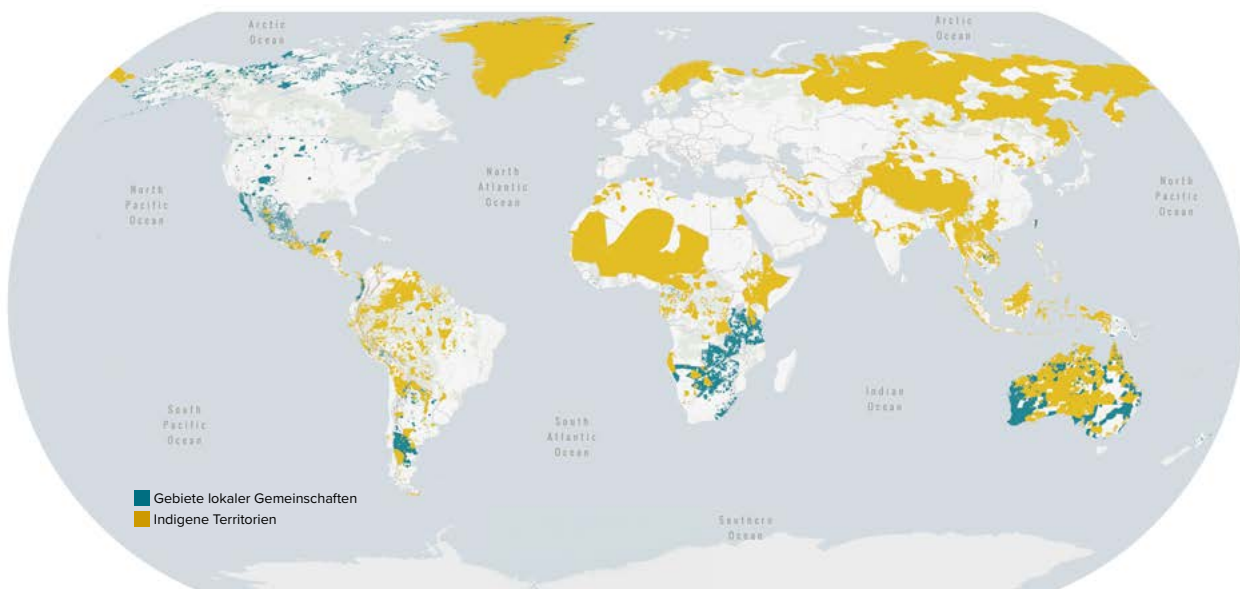 Arctic
Ocean
Arctic
Ocean
North
Pacific
Ocean
North
Atlantic
Ocean
North
Pacific
Ocean
Indian
Ocean
South
Pacific
Ocean
South
Atlantic
Ocean
Gebiete lokaler Gemeinschaften
Indigene Territorien
Southern
Ocean